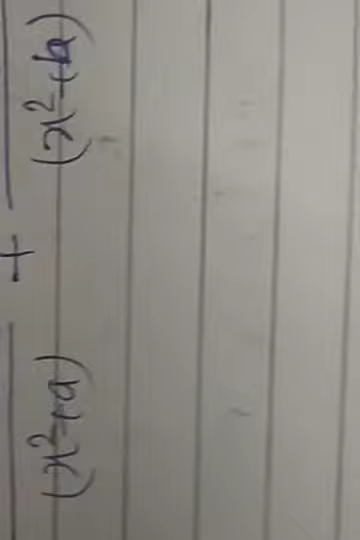 +
(x²+a) (x²+b)